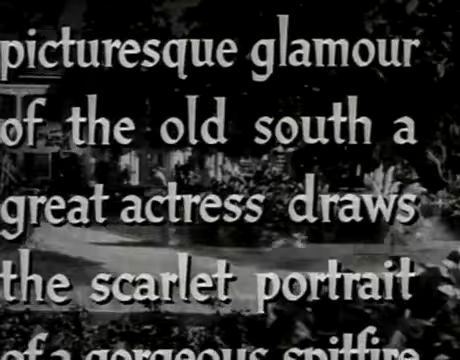 picturesque glamour
of the old south a
great actress draws
the scarlet portrait
of a gorgeous spitfire